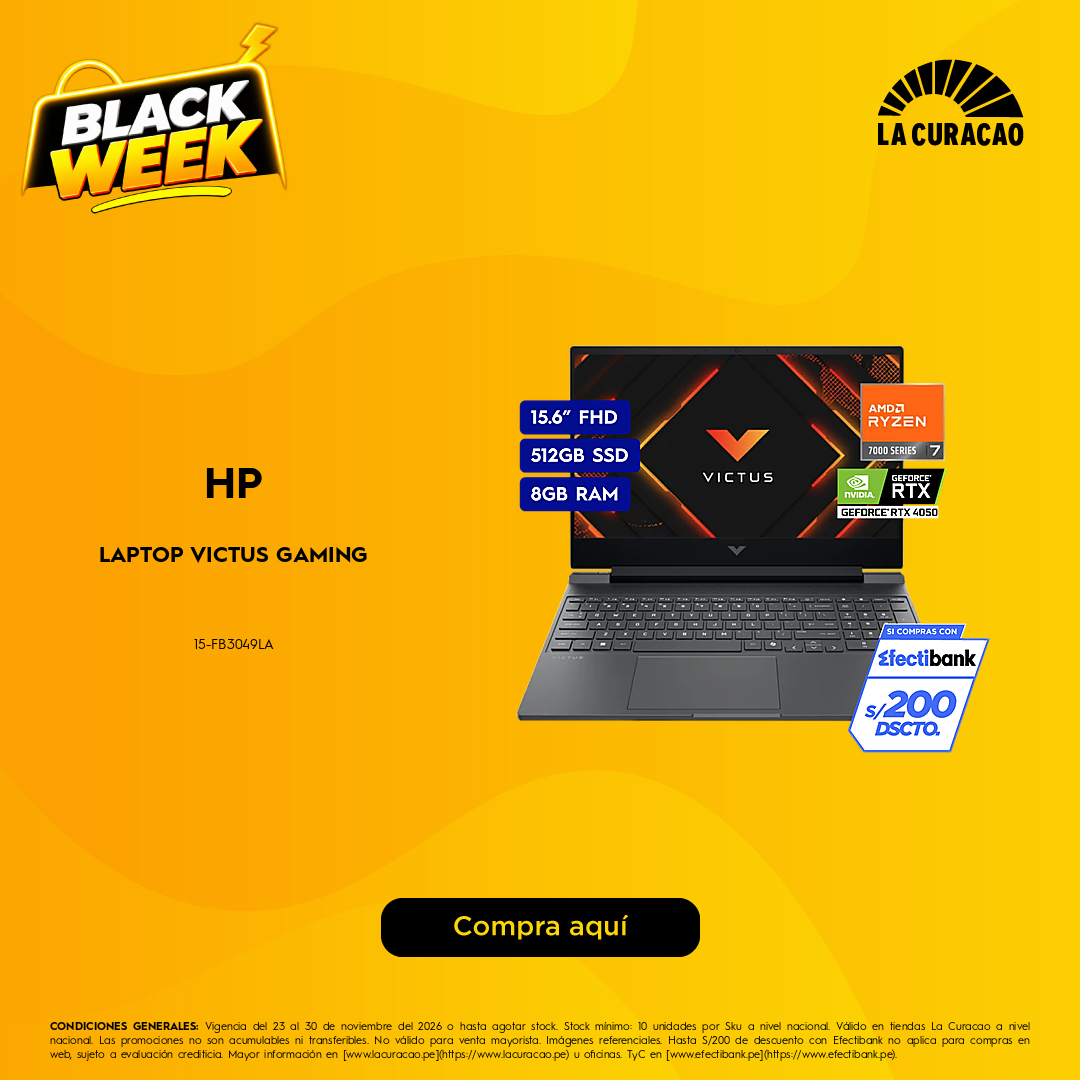 BLACK
WEEK
LA CURACAO
15.6” FHD
512GB SSD
8GB RAM
VICTUS
AMD
RYZEN
7000 SERIES 7
NVIDIA.
GEFORCE®
RTX
GEFORCE® RTX 4050
HP
LAPTOP VICTUS GAMING
15-FB3049LA
VICTUS
SI COMPRAS CON
Efectibank
S/200
DSCTO.
Compra aquí
CONDICIONES GENERALES: Vigencia del 23 al 30 de noviembre del 2026 o hasta agotar stock. Stock mínimo: 10 unidades por Sku a nivel nacional. Válido en tiendas La Curacao a nivel
nacional. Las promociones no son acumulables ni transferibles. No válido para venta mayorista. Imágenes referenciales. Hasta S/200 de descuento con Efectibank no aplica para compras en
web, sujeto a evaluación crediticia. Mayor información en [www.lacuracao.pe](https://www.lacuracao.pe) u oficinas. TyC en [www.efectibank.pe](https://www.efectibank.pe).